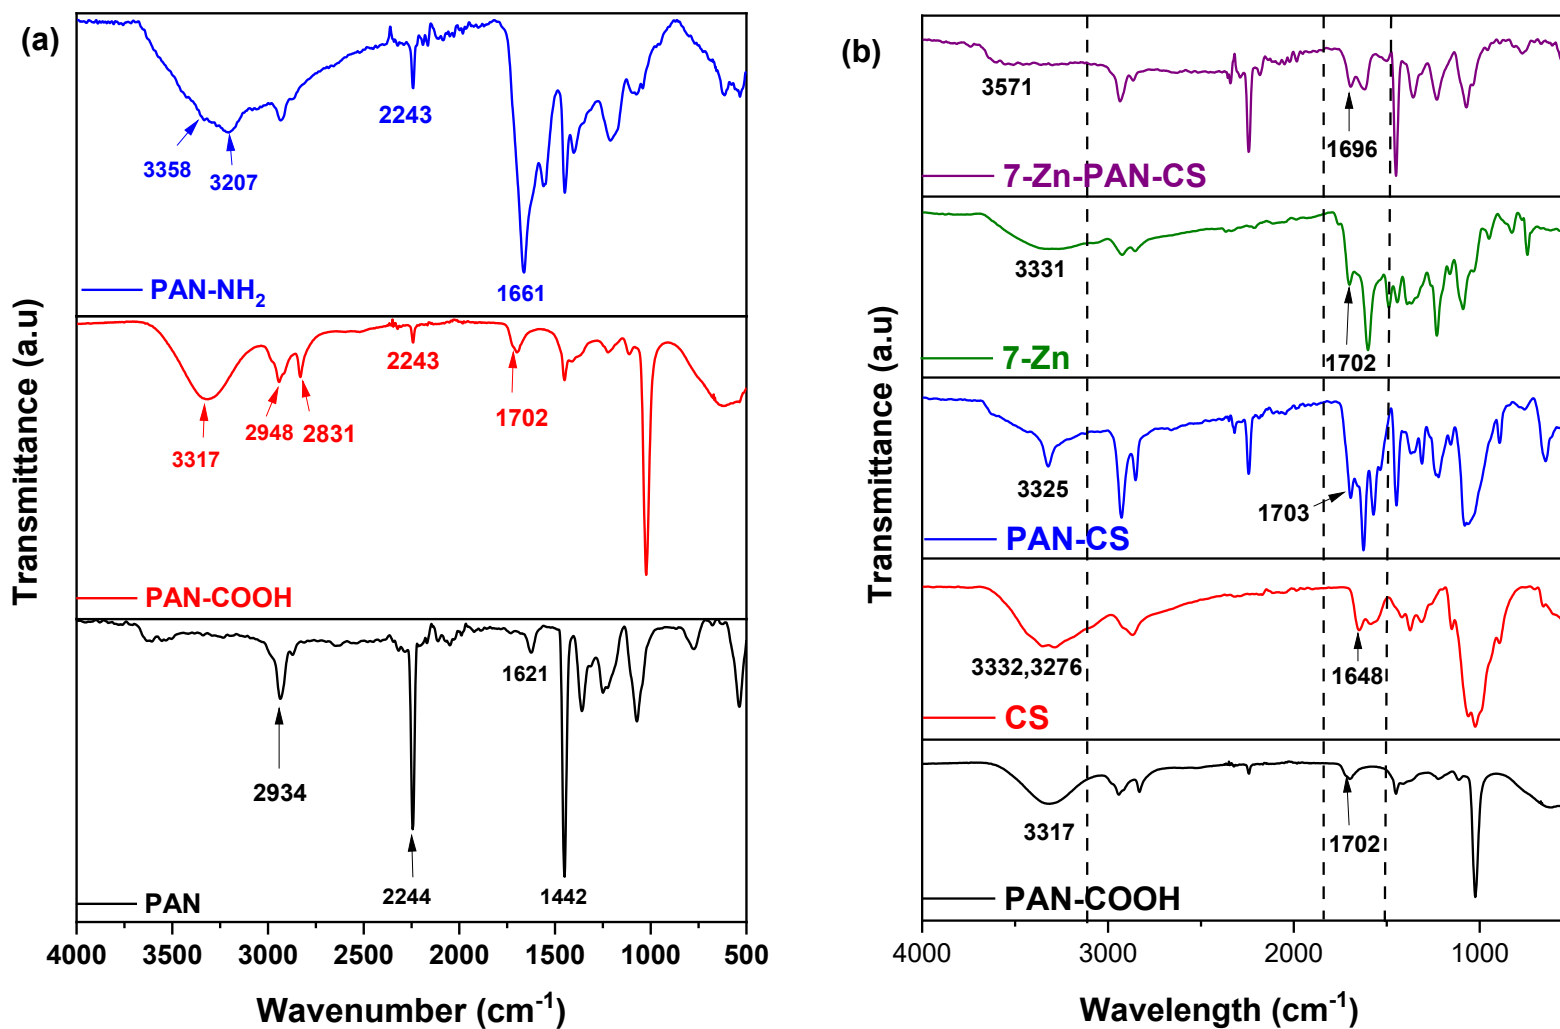 (a)
Transmittance (a.u)
3358
3207
2243
1661
PAN-NH2
3317
2948
2831
2243
1702
PAN-COOH
2934
2244
1621
1442
PAN
4000 3500 3000 2500 2000 1500 1000 500
Wavenumber (cm-1)
(b)
Transmittance (a.u)
3571
1696
7-Zn-PAN-CS
3331
1702
7-Zn
3325
1703
PAN-CS
3332,3276
1648
CS
3317
1702
PAN-COOH
4000 3000 2000 1000
Wavelength (cm-1)